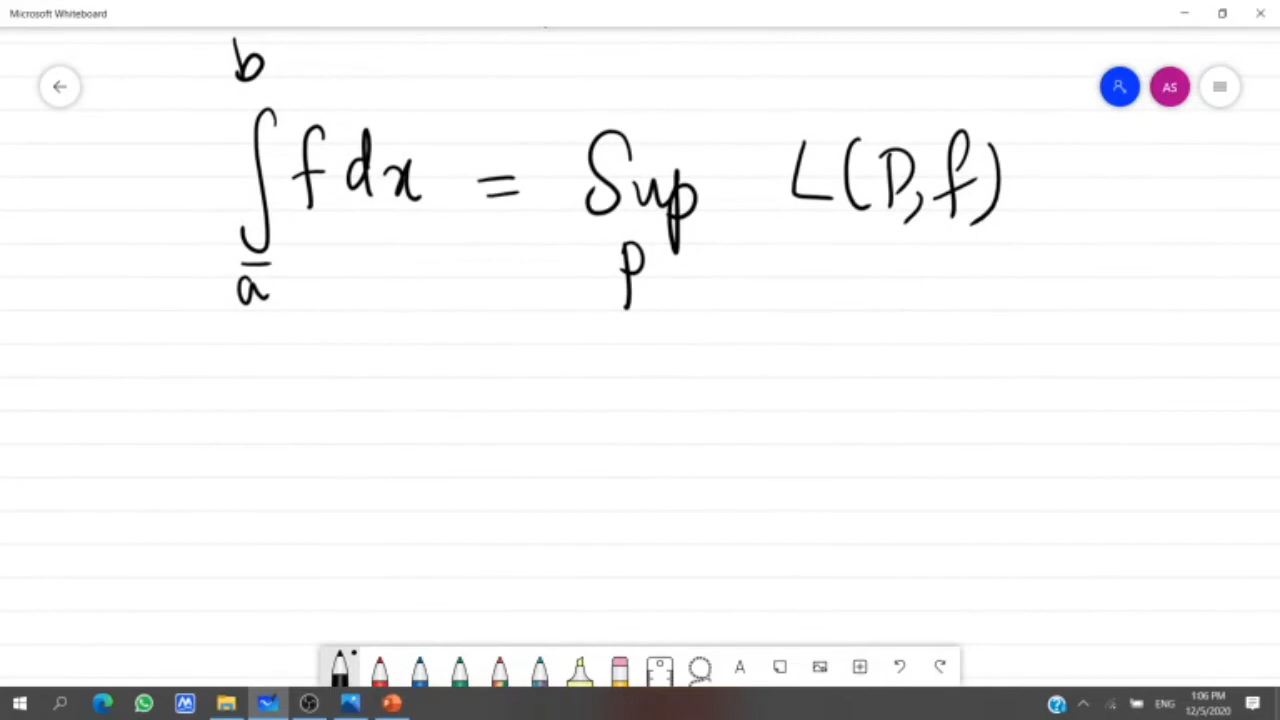 Microsoft Whiteboard
b
∫ f dx = Sup L(P,f)
a P
AS
A
ENG
1:06 PM
12/5/2020